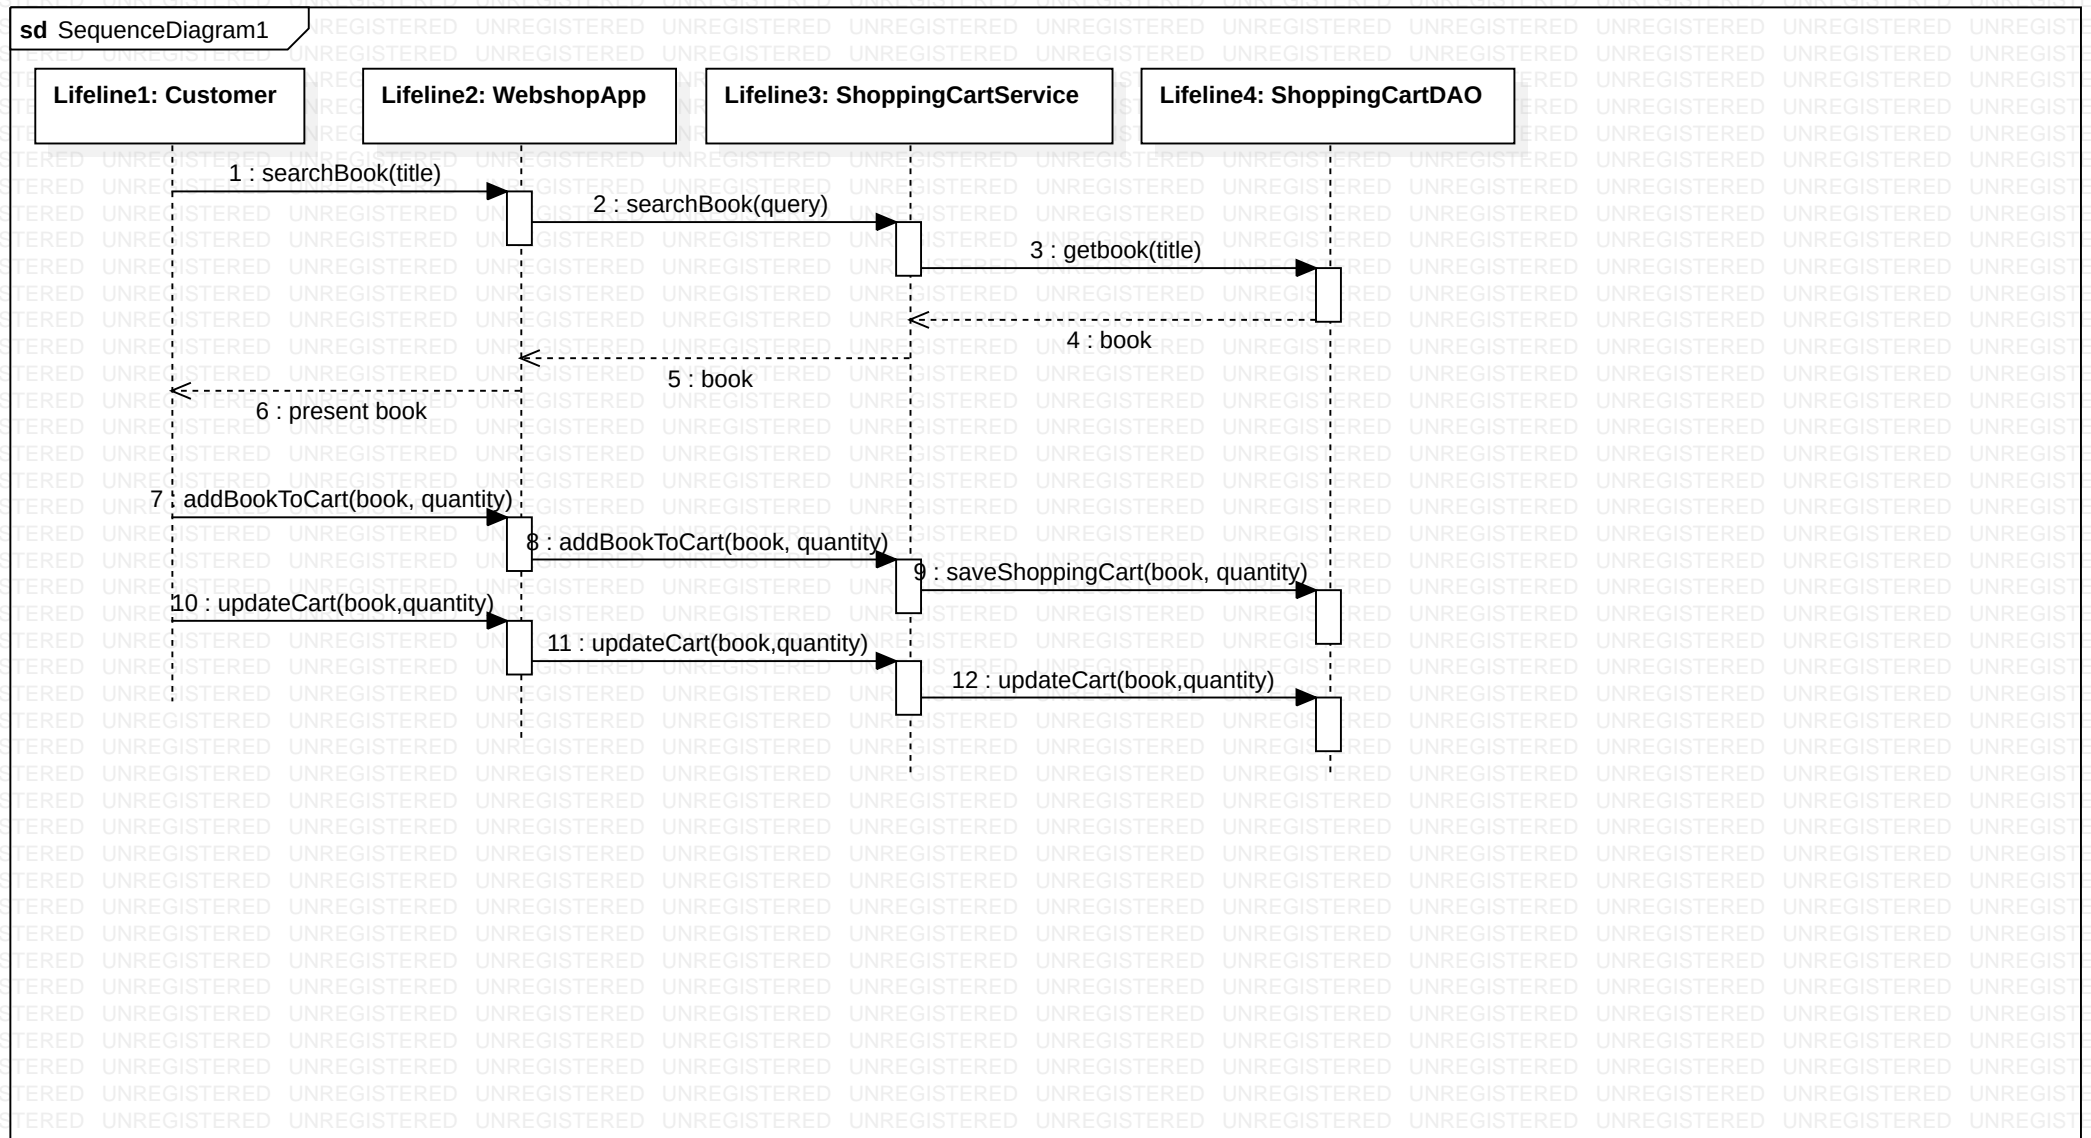 sd SequenceDiagram1
Lifeline1: Customer
Lifeline2: WebshopApp
Lifeline3: ShoppingCartService
Lifeline4: ShoppingCartDAO
1 : searchBook(title)
2 : searchBook(query)
3 : getbook(title)
4 : book
5 : book
6 : present book
7 : addBookToCart(book, quantity)
8 : addBookToCart(book, quantity)
9 : saveShoppingCart(book, quantity)
10 : updateCart(book,quantity)
11 : updateCart(book,quantity)
12 : updateCart(book,quantity)
UNREGISTERED